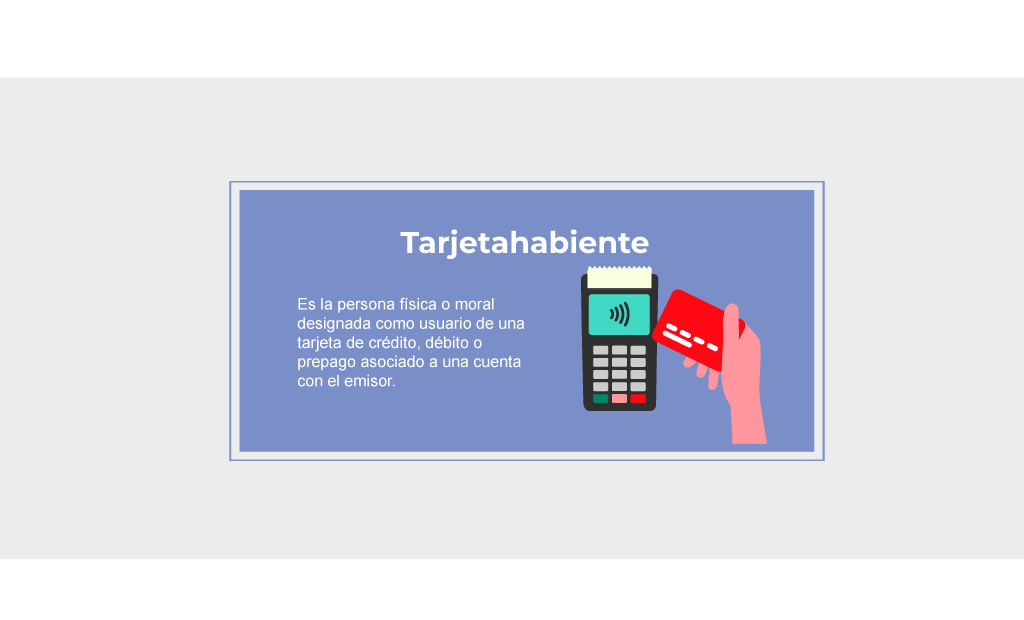 Tarjetahabiente
Es la persona física o moral
designada como usuario de una
tarjeta de crédito, débito o
prepago asociado a una cuenta
con el emisor.